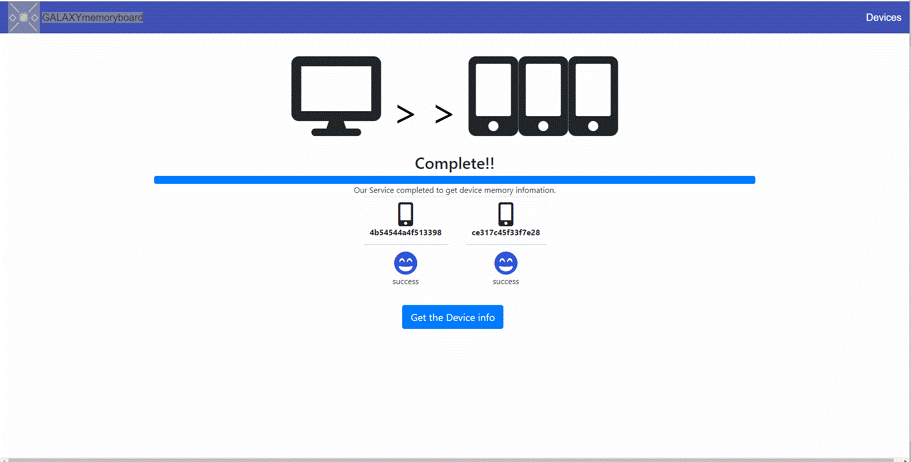 GALAXYmemoryboard
Devices
> >
Complete!!
Our Service completed to get device memory infomation.
4b54544a4f513398 ce317c45f33f7e28
success success
Get the Device info